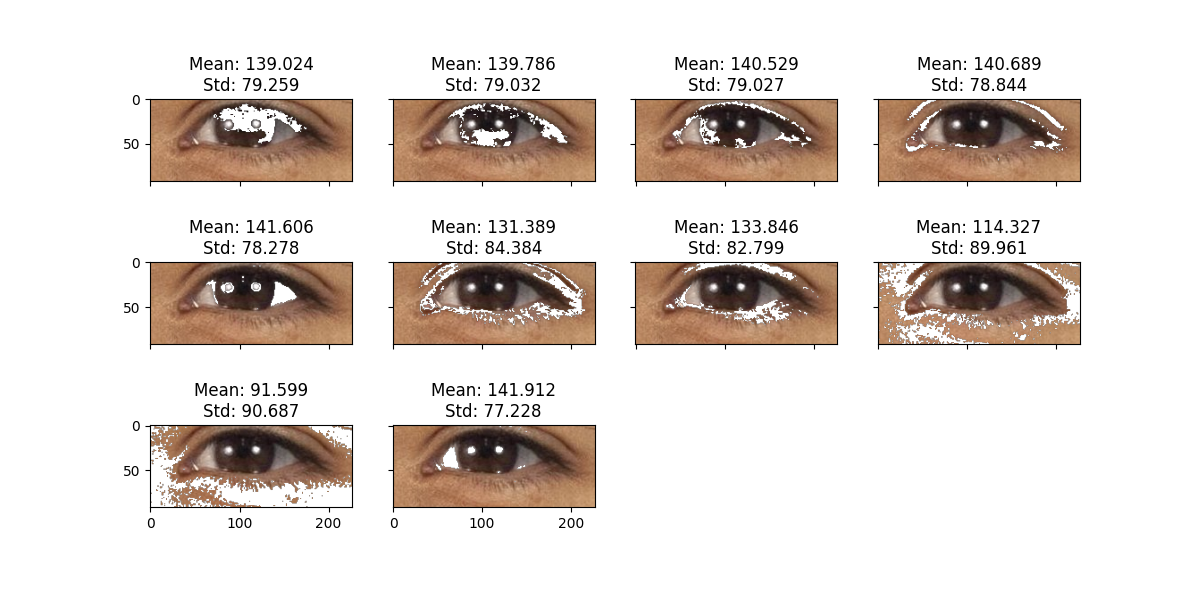 Mean: 139.024
Std: 79.259
Mean: 139.786
Std: 79.032
Mean: 140.529
Std: 79.027
Mean: 140.689
Std: 78.844
0
50
Mean: 141.606
Std: 78.278
Mean: 131.389
Std: 84.384
Mean: 133.846
Std: 82.799
Mean: 114.327
Std: 89.961
0
50
Mean: 91.599
Std: 90.687
Mean: 141.912
Std: 77.228
0
50
0 100 200
0 100 200